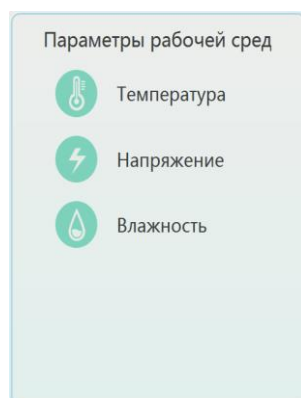 Параметры рабочей сред
Температура
Напряжение
Влажность